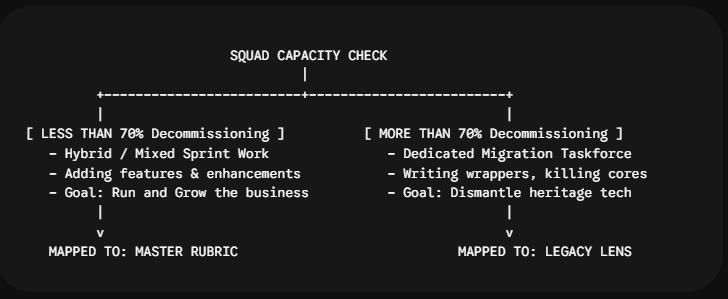 SQUAD CAPACITY CHECK
[ LESS THAN 70% Decommissioning ] [ MORE THAN 70% Decommissioning ]
- Hybrid / Mixed Sprint Work - Dedicated Migration Taskforce
- Adding features & enhancements - Writing wrappers, killing cores
- Goal: Run and Grow the business - Goal: Dismantle heritage tech
v v
MAPPED TO: MASTER RUBRIC MAPPED TO: LEGACY LENS